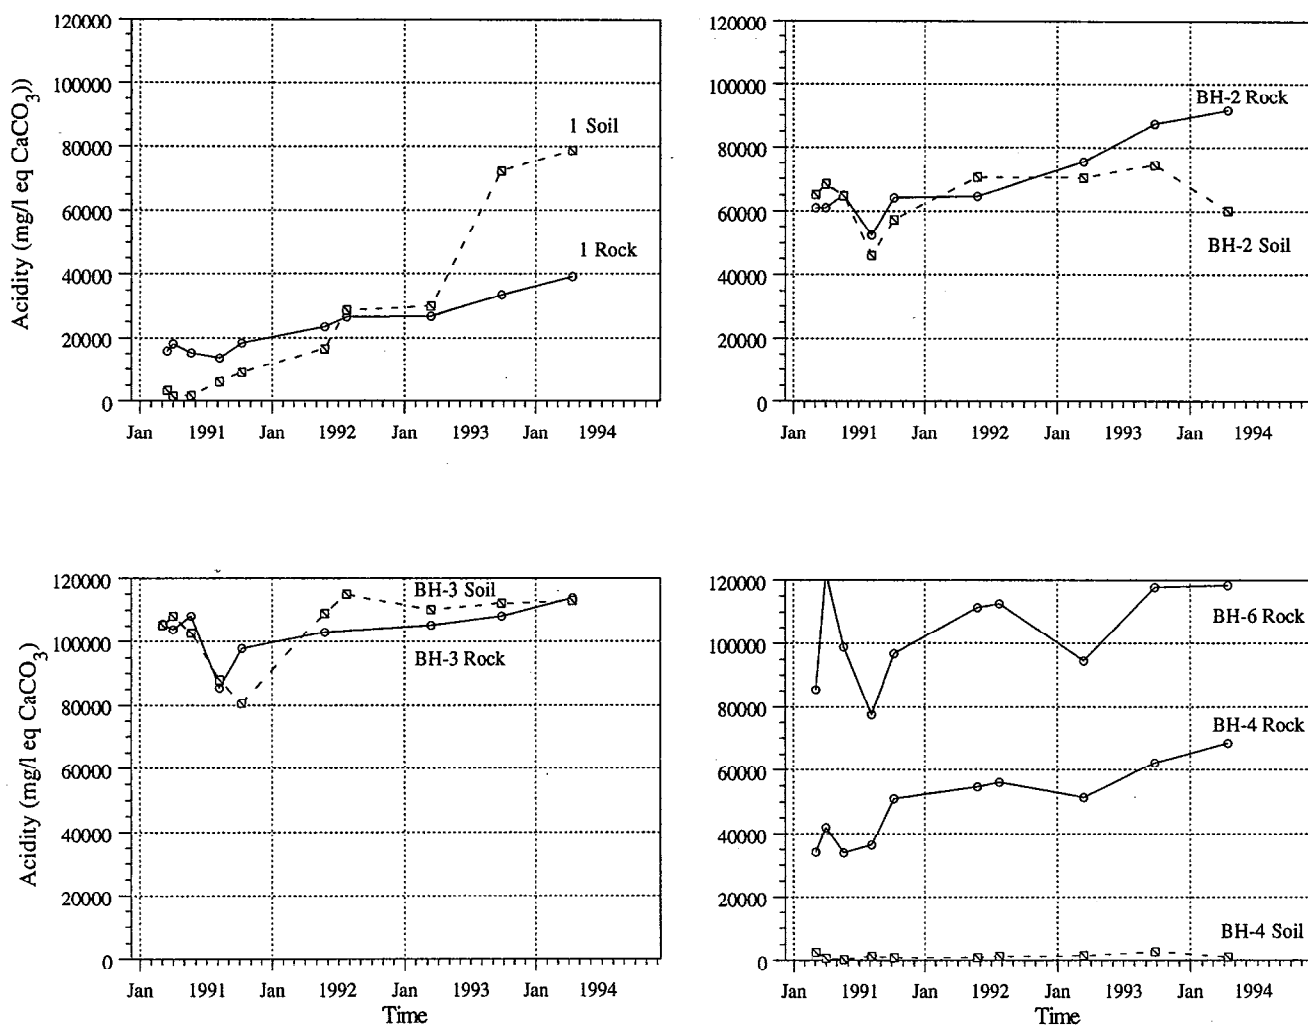 120000
100000
80000
60000
40000
20000
0
Acidity (mg/l eq CaCO3))
1 Soil
1 Rock
Jan 1991 Jan 1992 Jan 1993 Jan 1994
120000
100000
80000
60000
40000
20000
0
BH-2 Rock
BH-2 Soil
Jan 1991 Jan 1992 Jan 1993 Jan 1994
120000
100000
80000
60000
40000
20000
0
Acidity (mg/l eq CaCO3)
BH-3 Soil
BH-3 Rock
Jan 1991 Jan 1992 Jan 1993 Jan 1994
Time
120000
100000
80000
60000
40000
20000
0
BH-6 Rock
BH-4 Rock
BH-4 Soil
Jan 1991 Jan 1992 Jan 1993 Jan 1994
Time